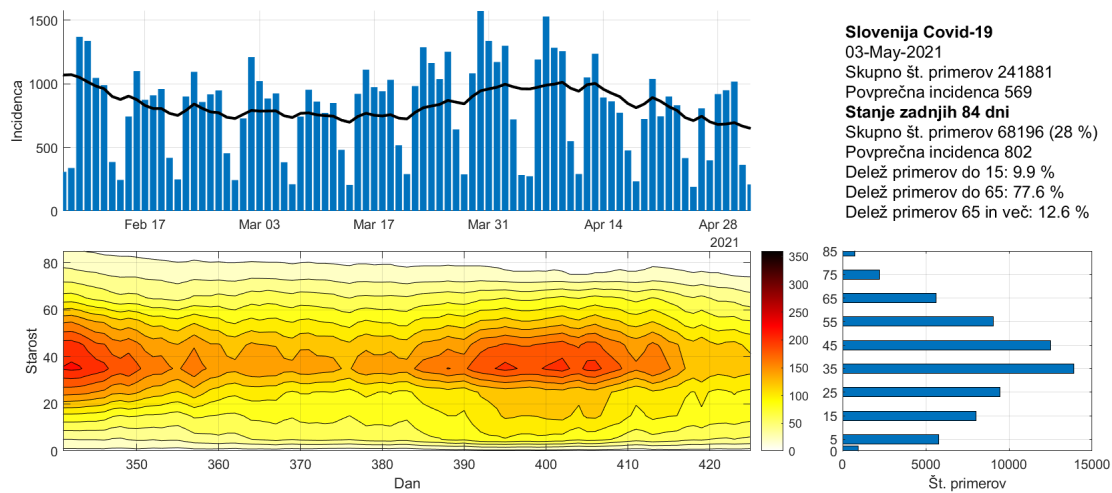 1500
1000
500
0
Incidenca
Feb 17
Mar 03
Mar 17
Mar 31
Apr 14
Apr 28
2021
Slovenija Covid-19
03-May-2021
Skupno št. primerov 241881
Povprečna incidenca 569
Stanje zadnjih 84 dni
Skupno št. primerov 68196 (28 %)
Povprečna incidenca 802
Delež primerov do 15: 9.9 %
Delež primerov do 65: 77.6 %
Delež primerov 65 in več: 12.6 %
80
60
40
20
0
Starost
350
360
370
380
390
400
410
420
Dan
350
300
250
200
150
100
50
0
85
75
65
55
45
35
25
15
5
0
0
5000
10000
15000
Št. primerov